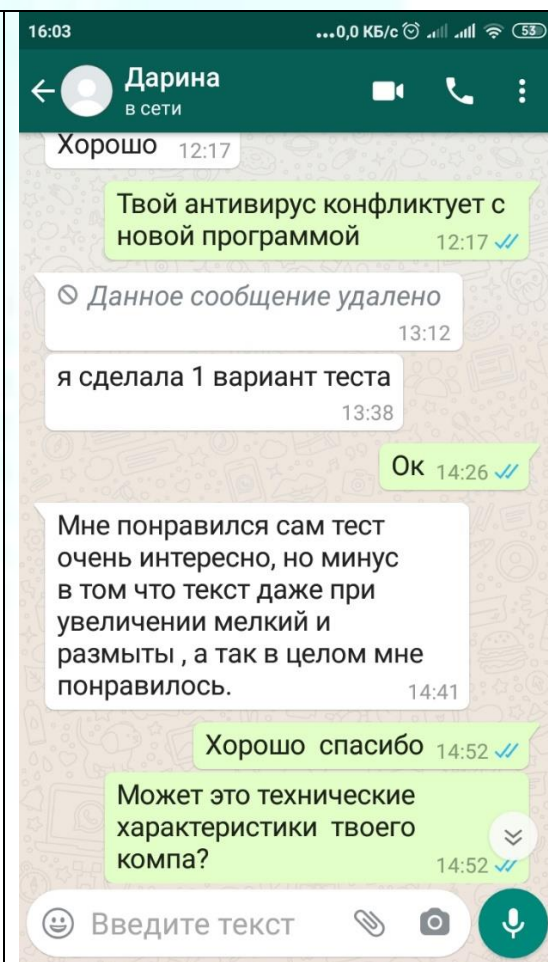 16:03 ...0,0 КБ/с 53
Дарина
в сети
Хорошо 12:17
Твой антивирус конфликтует с
новой программой 12:17
Данное сообщение удалено
13:12
я сделала 1 вариант теста
13:38
Ок 14:26
Мне понравился сам тест
очень интересно, но минус
в том что текст даже при
увеличении мелкий и
размыты , а так в целом мне
понравилось. 14:41
Хорошо спасибо 14:52
Может это технические
характеристики твоего
компа? 14:52
Введите текст